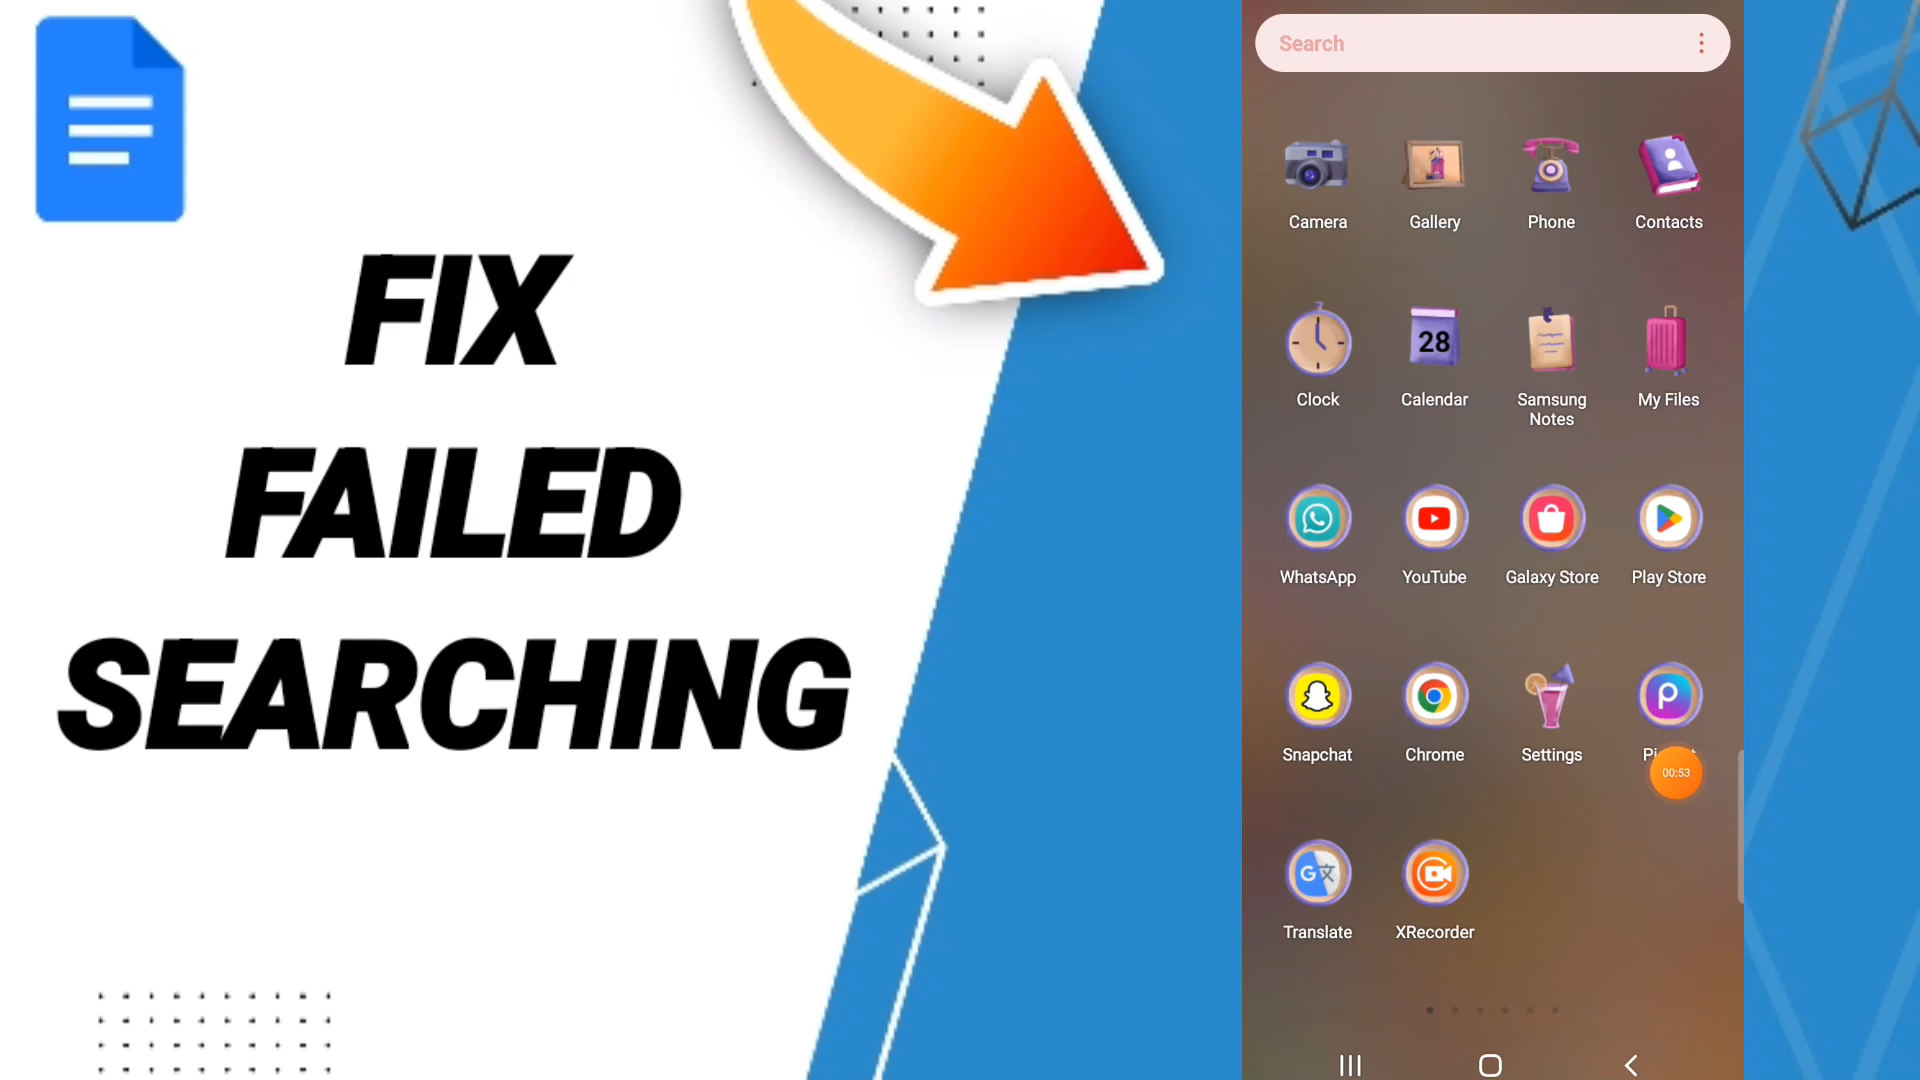 FIX
FAILED
SEARCHING
Search
Camera
Gallery
Phone
Contacts
28
Clock
Calendar
Samsung
Notes
My Files
WhatsApp
YouTube
Galaxy Store
Play Store
Snapchat
Chrome
Settings
00:53
Translate
XRecorder